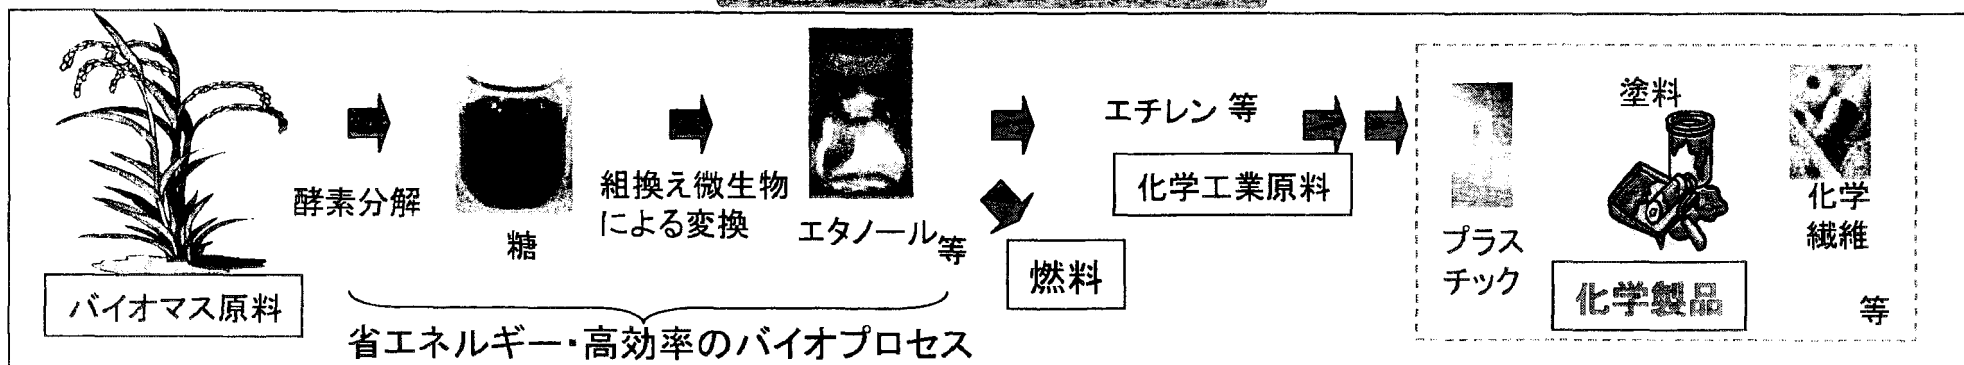 バイオマス原料
酵素分解
糖
組換え微生物
による変換
エタノール等
省エネルギー・高効率のバイオプロセス
燃料
エチレン 等
化学工業原料
プラス
チック
塗料
化学
繊維
化学製品
等